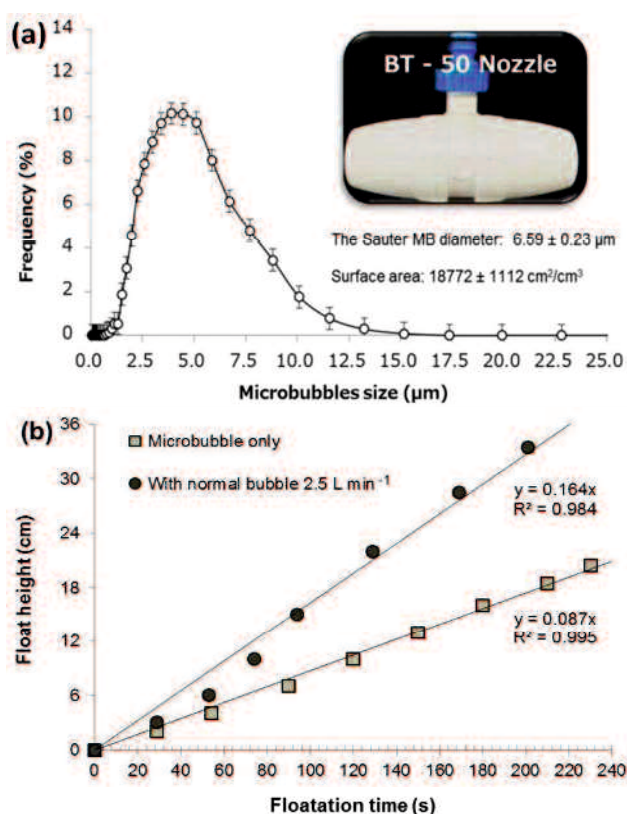 (a)
14
12
10
8
6
4
2
0
Frequency (%)
BT - 50 Nozzle
The Sauter MB diameter: 6.59 ± 0.23 µm
Surface area: 18772 ± 1112 cm²/cm³
0.0 2.5 5.0 7.5 10.0 12.5 15.0 17.5 20.0 22.5 25.0
Microbubbles size (µm)
(b)
36
30
24
18
12
6
0
Float height (cm)
Microbubble only
With normal bubble 2.5 L min ⁻¹
y = 0.164x
R² = 0.984
y = 0.087x
R² = 0.995
0 20 40 60 80 100 120 140 160 180 200 220 240
Floatation time (s)